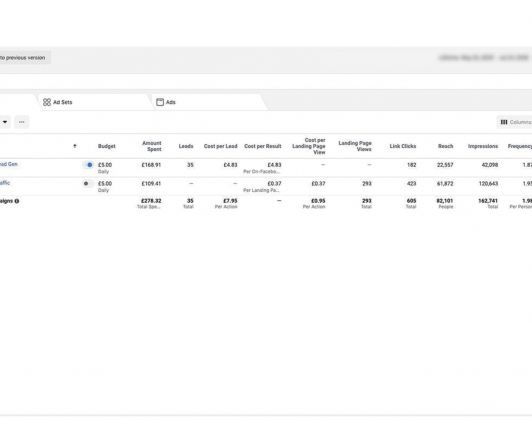 to previous version
Ad Sets
Ads
Columns
Budget
Amount Spent
Leads
Cost per Lead
Cost per Result
Cost per Landing Page View
Landing Page Views
Link Clicks
Reach
Impressions
Frequency
ead Gen £5.00 £168.91 35 £4.83 £4.83 — — 182 22,557 42,098 1.87
Daily Per On-Facebo...
affic £5.00 £109.41 — — £0.37 £0.37 293 423 61,872 120,643 1.95
Daily Per Landing Pa...
aigns £278.32 35 £7.95 — £0.95 293 605 82,101 162,741 1.98
Total Spe... Total Per Action Per Action Total Total People Total Per Person